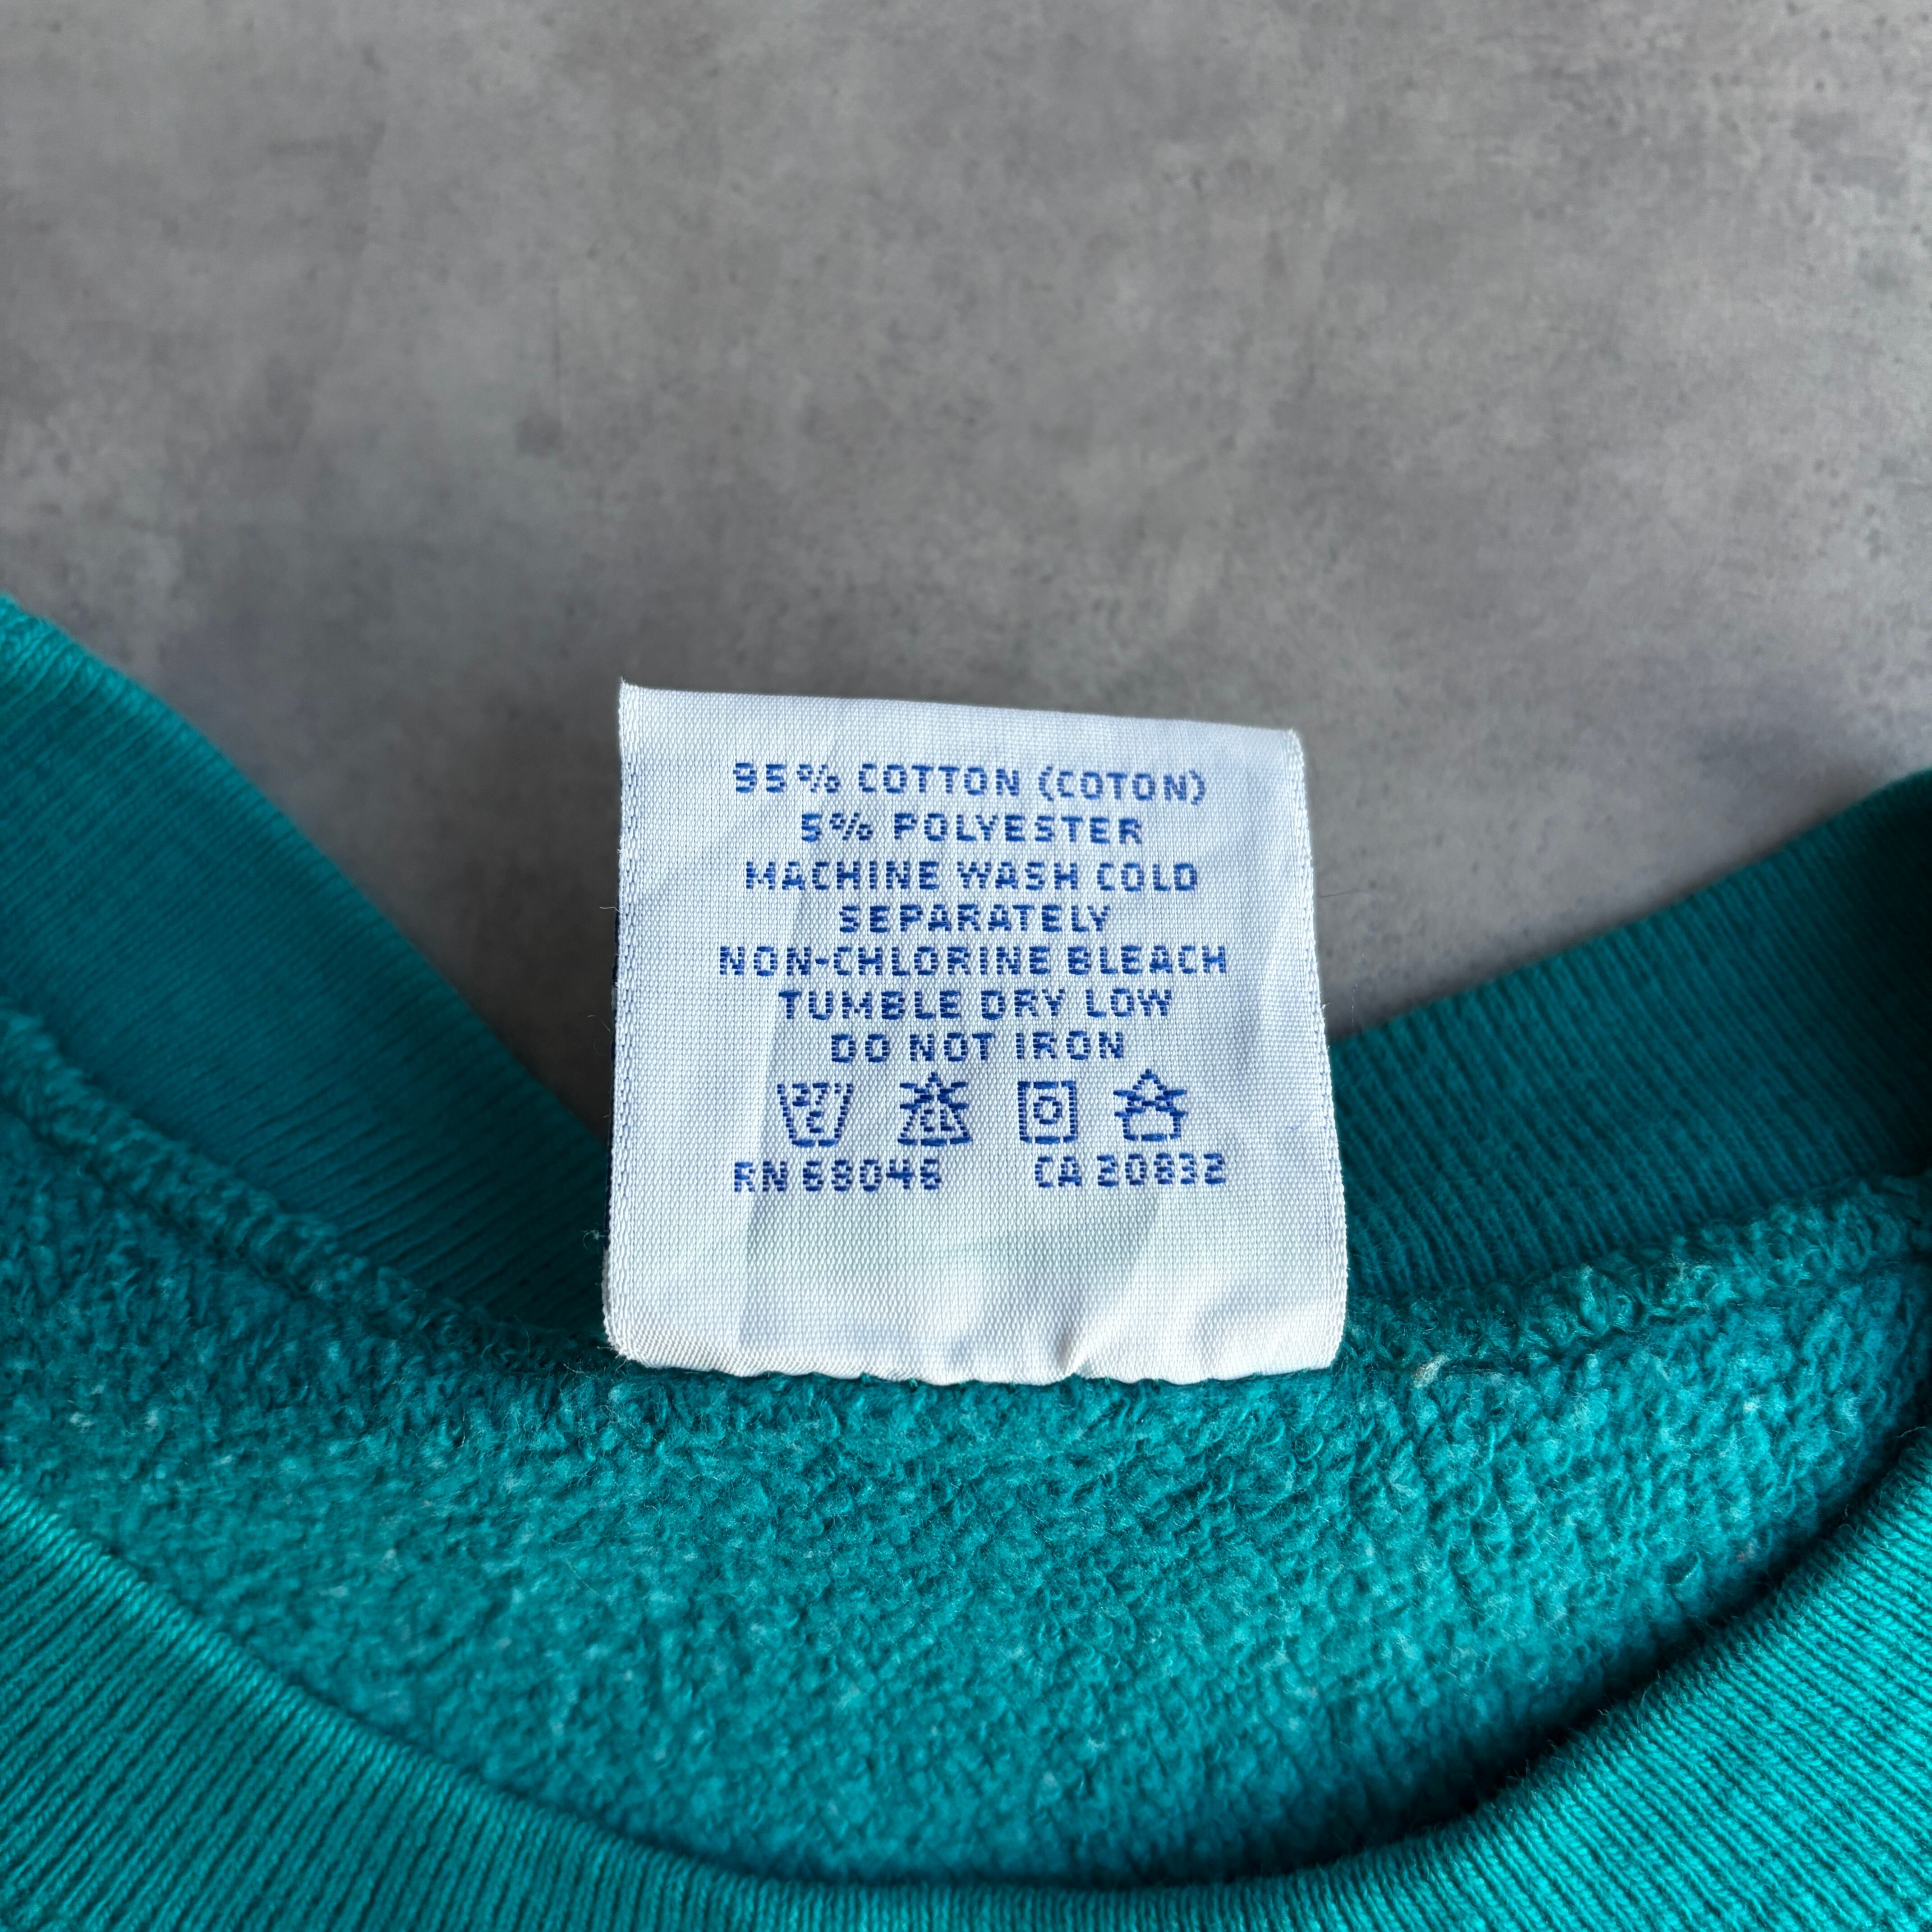 95% COTTON (COTON)
5% POLYESTER
MACHINE WASH COLD
SEPARATELY
NON-CHLORINE BLEACH
TUMBLE DRY LOW
DO NOT IRON
CL
RN 68046 CA 20832